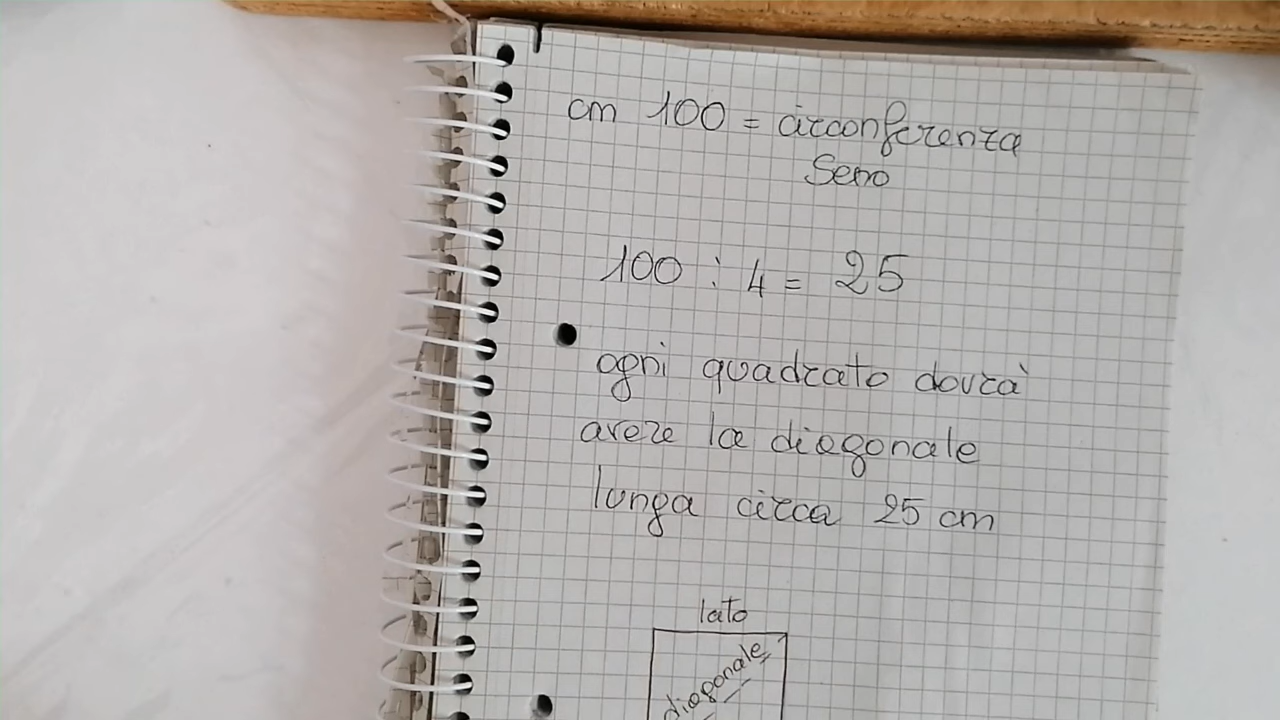 cm 100 = circonferenza
Seno
100 : 4 = 25
ogni quadrato dovrà
avere la diagonale
lunga circa 25 cm
lato
diagonale